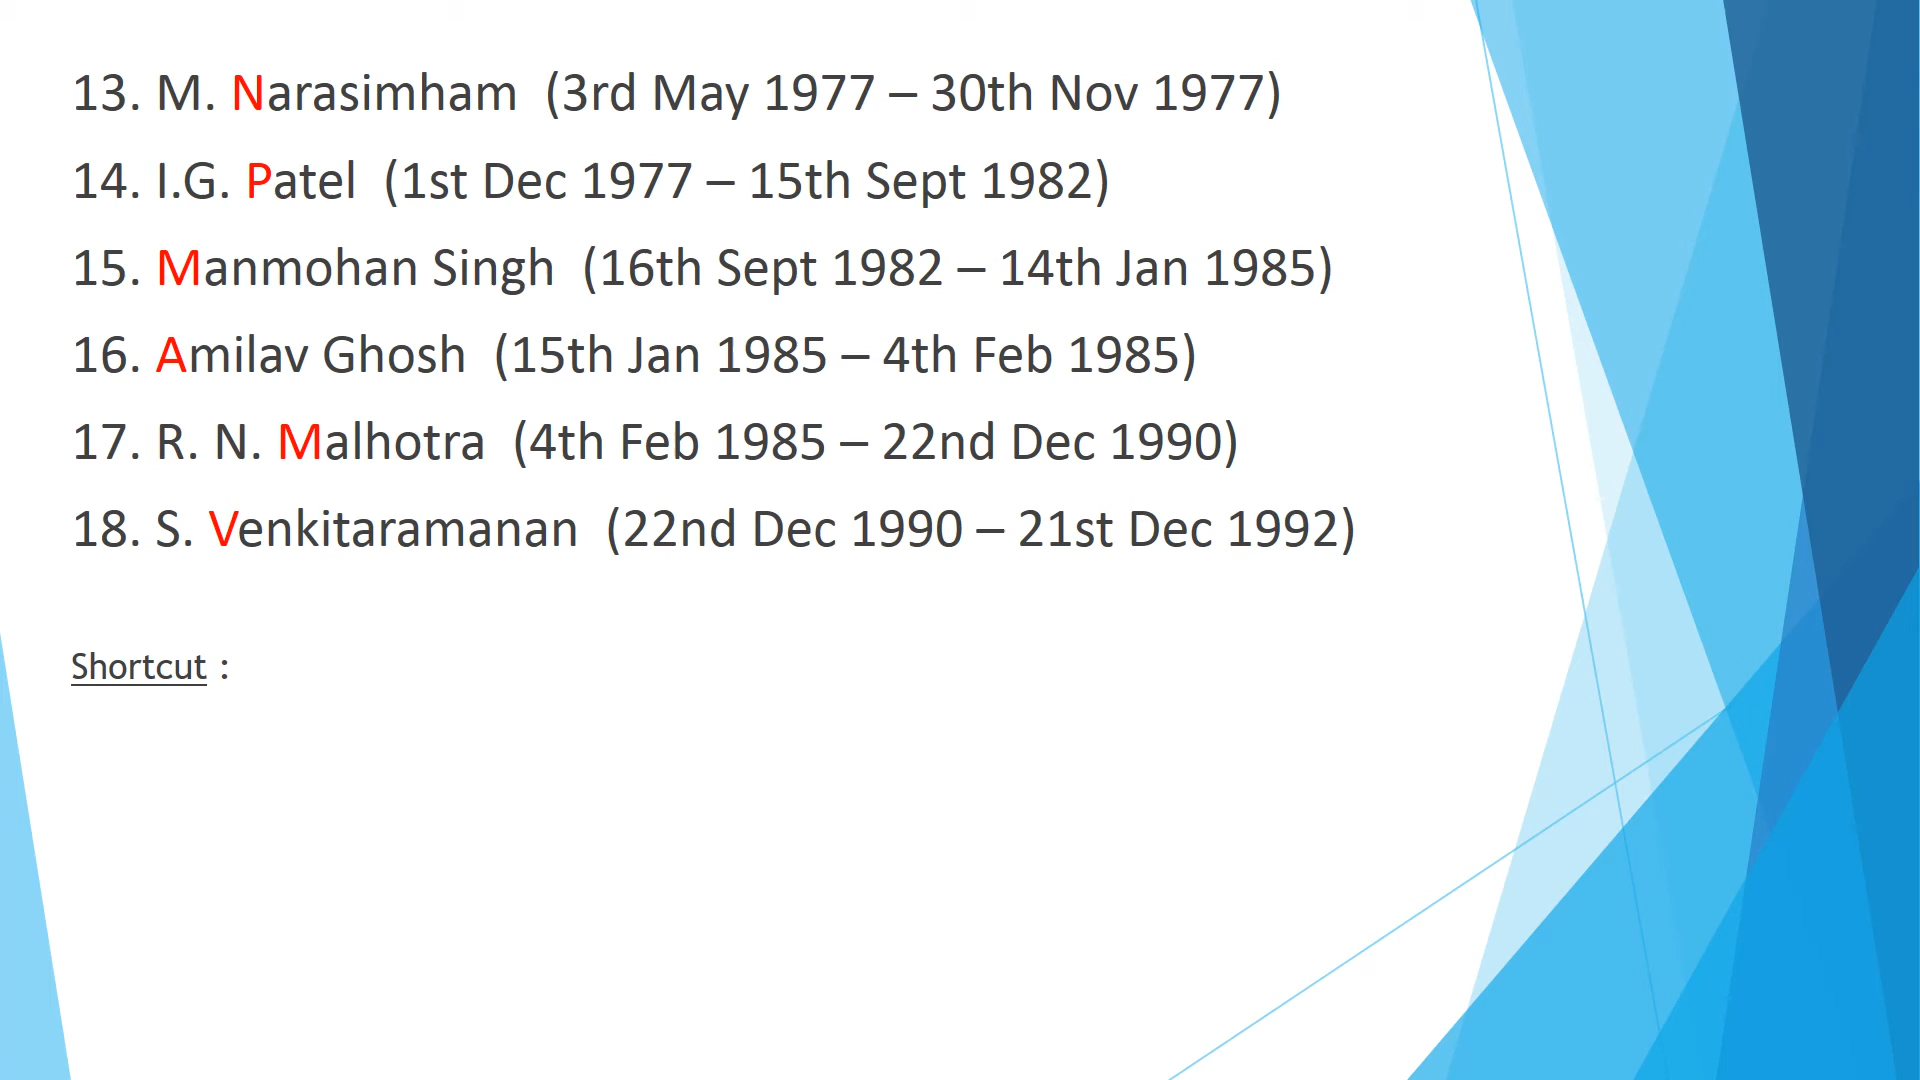 13. M. Narasimham (3rd May 1977 – 30th Nov 1977)
14. I.G. Patel (1st Dec 1977 – 15th Sept 1982)
15. Manmohan Singh (16th Sept 1982 – 14th Jan 1985)
16. Amilav Ghosh (15th Jan 1985 – 4th Feb 1985)
17. R. N. Malhotra (4th Feb 1985 – 22nd Dec 1990)
18. S. Venkitaramanan (22nd Dec 1990 – 21st Dec 1992)
Shortcut :